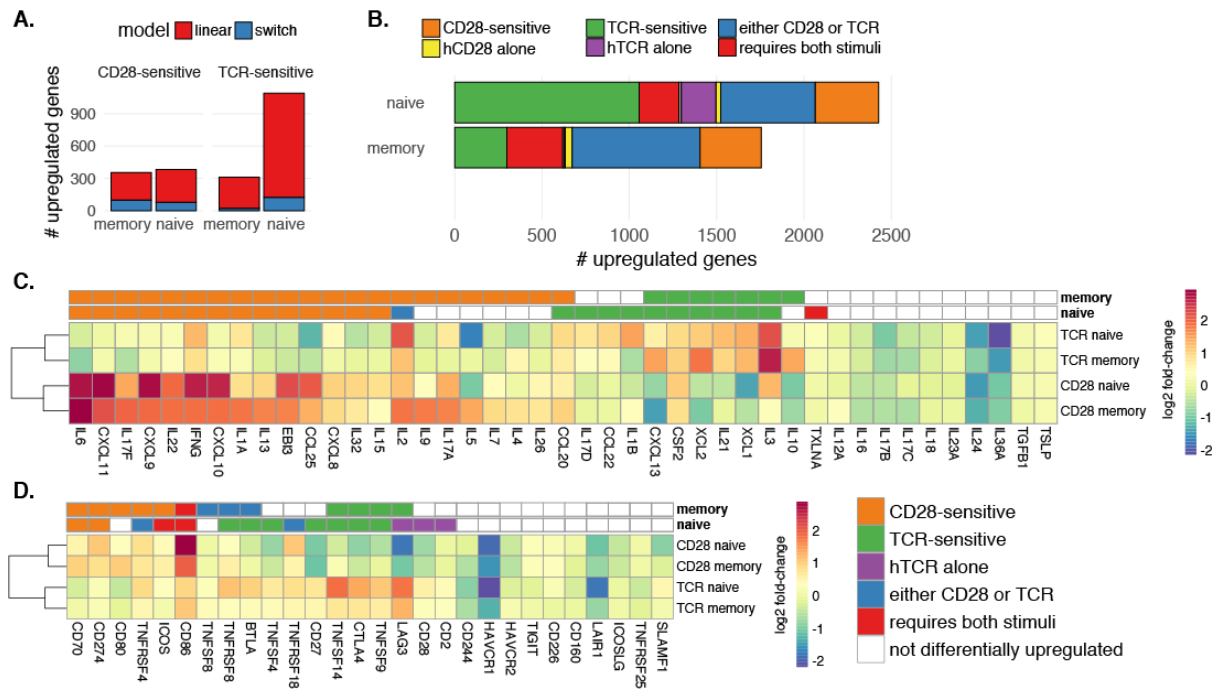 A.
model linear switch
CD28-sensitive TCR-sensitive
# upregulated genes
900
600
300
0
memory naive memory naive
B.
CD28-sensitive TCR-sensitive either CD28 or TCR
hCD28 alone hTCR alone requires both stimuli
naive
memory
0 500 1000 1500 2000 2500
# upregulated genes
C.
memory
naive
TCR naive
TCR memory
CD28 naive
CD28 memory
IL6 CXCL11 IL17F CXCL9 IL22 IFNG CXCL10 IL1A IL13 EBI3 CCL25 CXCL8 IL32 IL15 IL2 IL9 IL17A IL5 IL7 IL4 IL26 CCL20 IL17D CCL22 IL1B CXCL13 CSF2 XCL2 IL21 XCL1 IL3 IL10 TXLNA IL12A IL16 IL17B IL17C IL18 IL23A IL24 IL36A TGFB1 TSLP
log2 fold-change
2
1
0
-1
-2
D.
memory
naive
CD28 naive
CD28 memory
TCR naive
TCR memory
CD70 CD274 CD80 TNFRSF4 ICOS CD86 TNFSF8 TNFRSF8 BTLA TNFSF4 TNFRSF18 CD27 TNFSF14 CTLA4 TNFSF9 LAG3 CD28 CD2 CD244 HAVCR1 HAVCR2 TIGIT CD226 CD160 LAIR1 ICOSLG TNFRSF25 SLAMF1
log2 fold-change
2
1
0
-1
-2
CD28-sensitive
TCR-sensitive
hTCR alone
either CD28 or TCR
requires both stimuli
not differentially upregulated